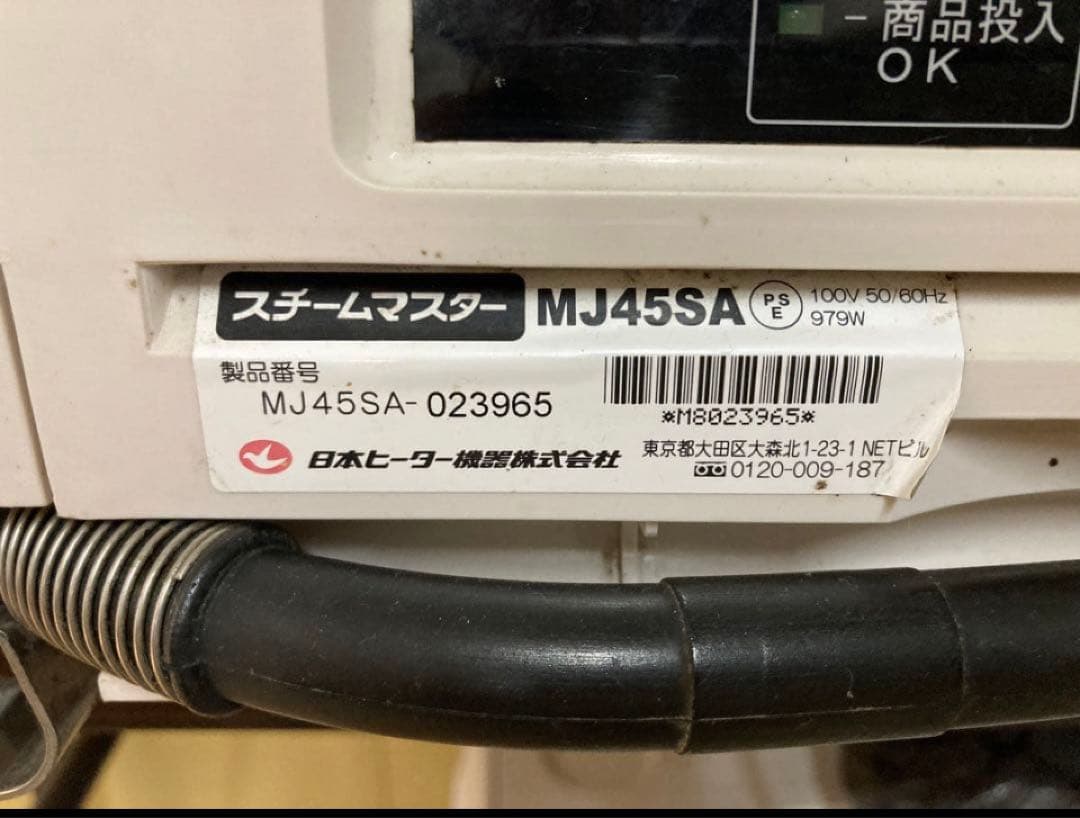 - 商品投入
OK
スチームマスター MJ45SA PSE 100V 50/60Hz
979W
製品番号
MJ45SA-023965
*M8023965*
日本ヒーター機器株式会社
東京都大田区大森北1-23-1 NETビル
0120-009-187